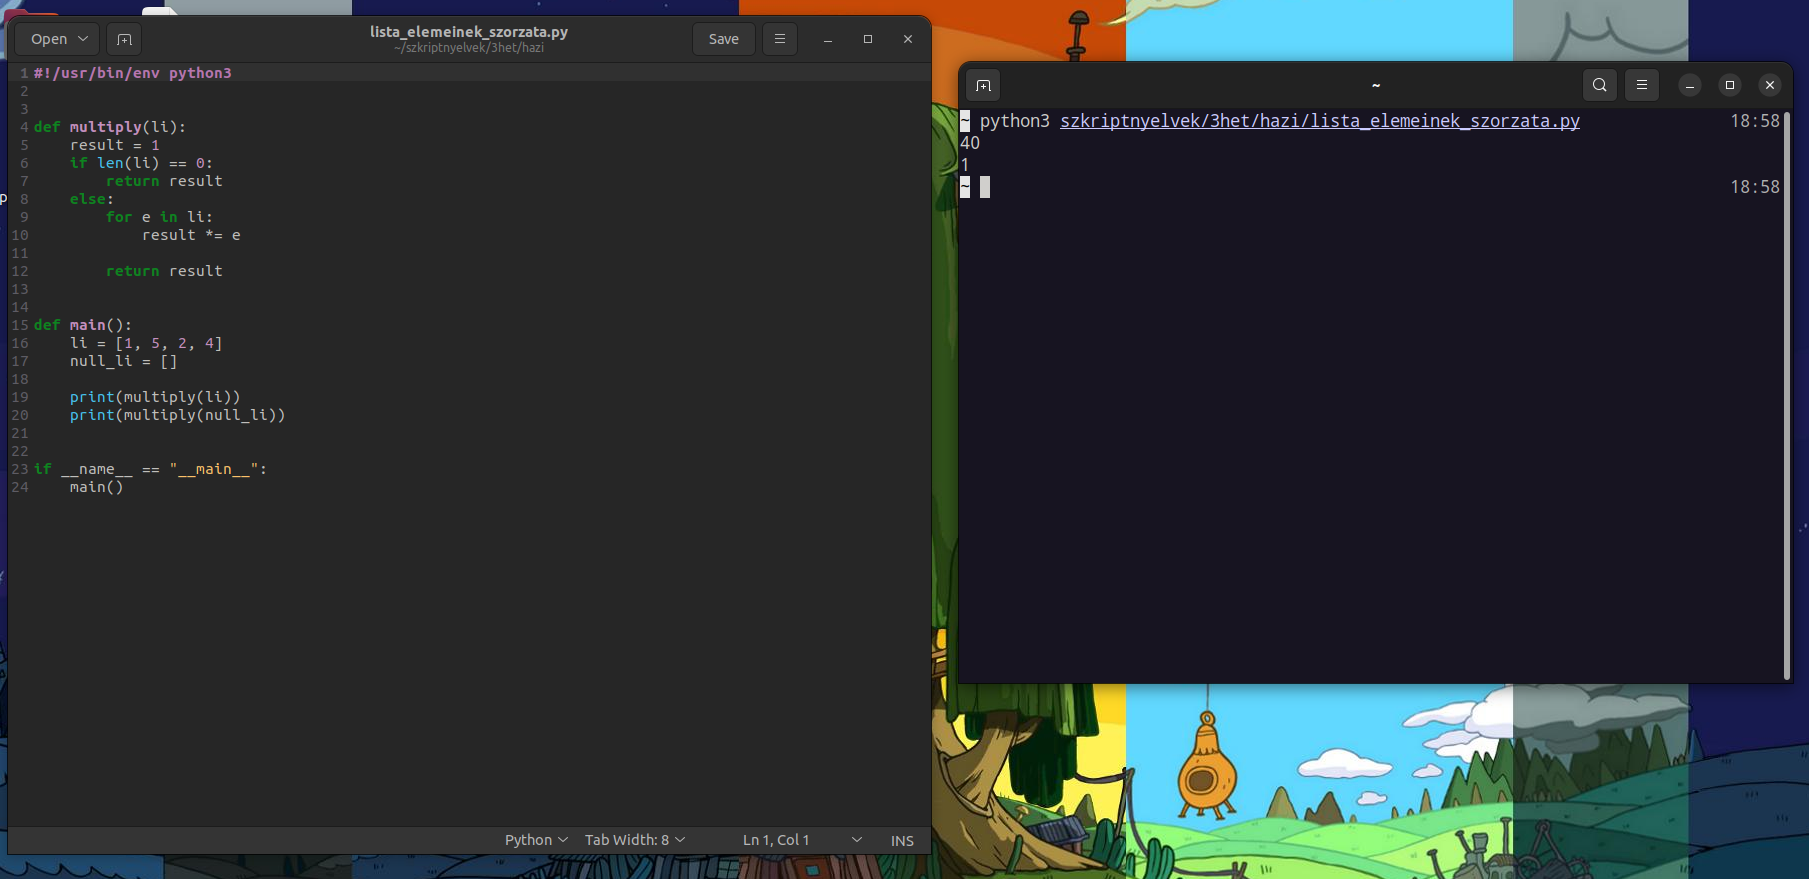 Open
lista_elemeinek_szorzata.py
~/szkriptnyelvek/3het/hazi
Save
1 #!/usr/bin/env python3
2
3
4 def multiply(li):
5     result = 1
6     if len(li) == 0:
7         return result
8     else:
9         for e in li:
10             result *= e
11
12         return result
13
14
15 def main():
16     li = [1, 5, 2, 4]
17     null_li = []
18
19     print(multiply(li))
20     print(multiply(null_li))
21
22
23 if __name__ == "__main__":
24     main()
Python
Tab Width: 8
Ln 1, Col 1
INS
~
~ python3 szkriptnyelvek/3het/hazi/lista_elemeinek_szorzata.py 18:58
40
1
~ 18:58